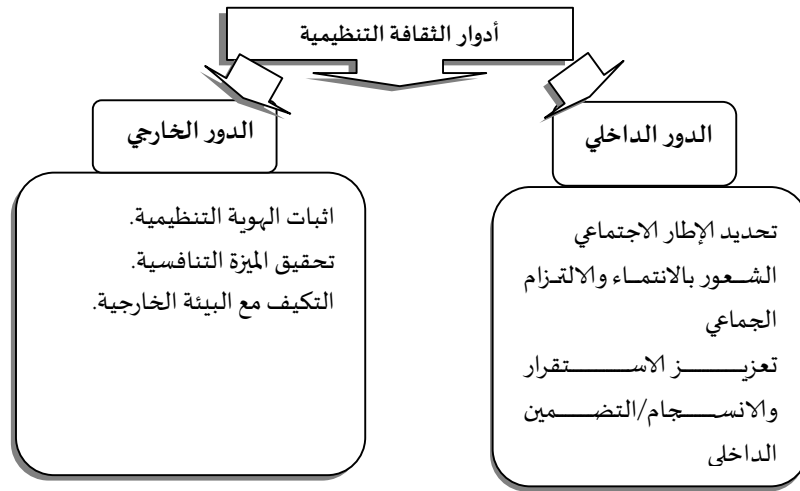 أدوار الثقافة التنظيمية
الدور الداخلي
تحديد الإطار الاجتماعي
الشعور بالانتماء والالتزام
الجماعي
تعزيز الاستقرار
والانسجام/التضمين
الداخلي
الدور الخارجي
اثبات الهوية التنظيمية.
تحقيق الميزة التنافسية.
التكيف مع البيئة الخارجية.